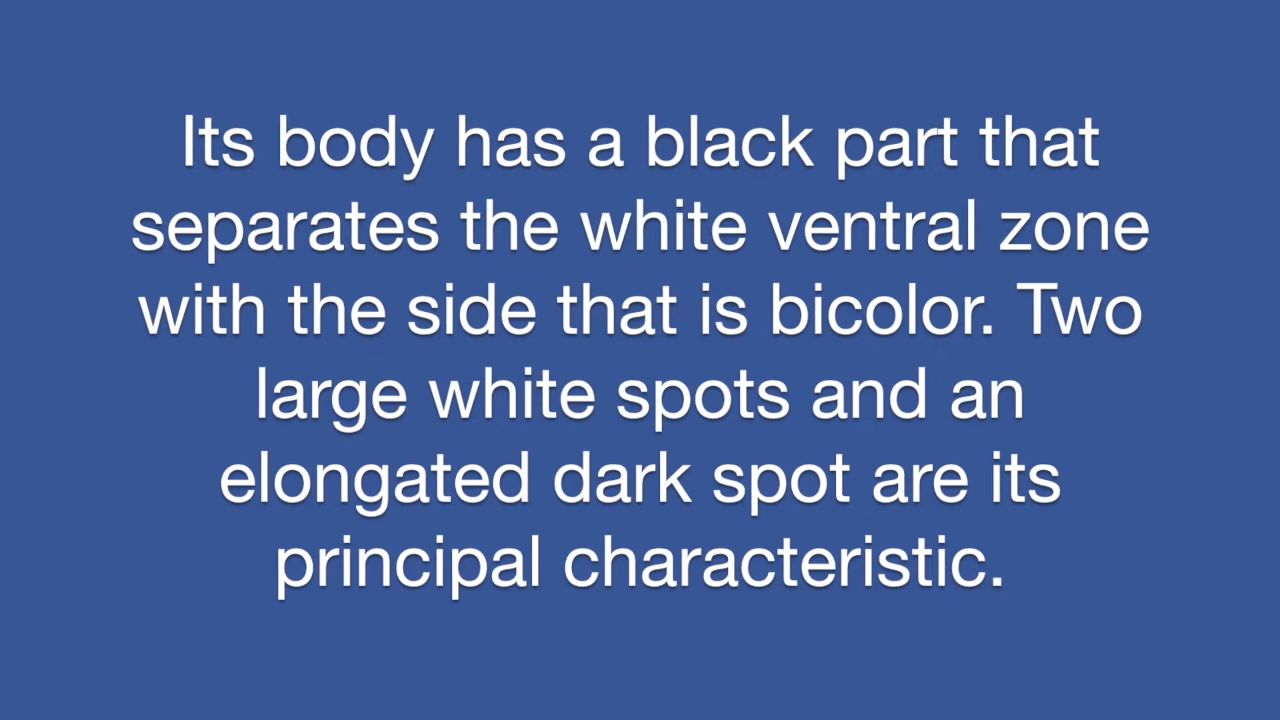 Its body has a black part that
separates the white ventral zone
with the side that is bicolor. Two
large white spots and an
elongated dark spot are its
principal characteristic.